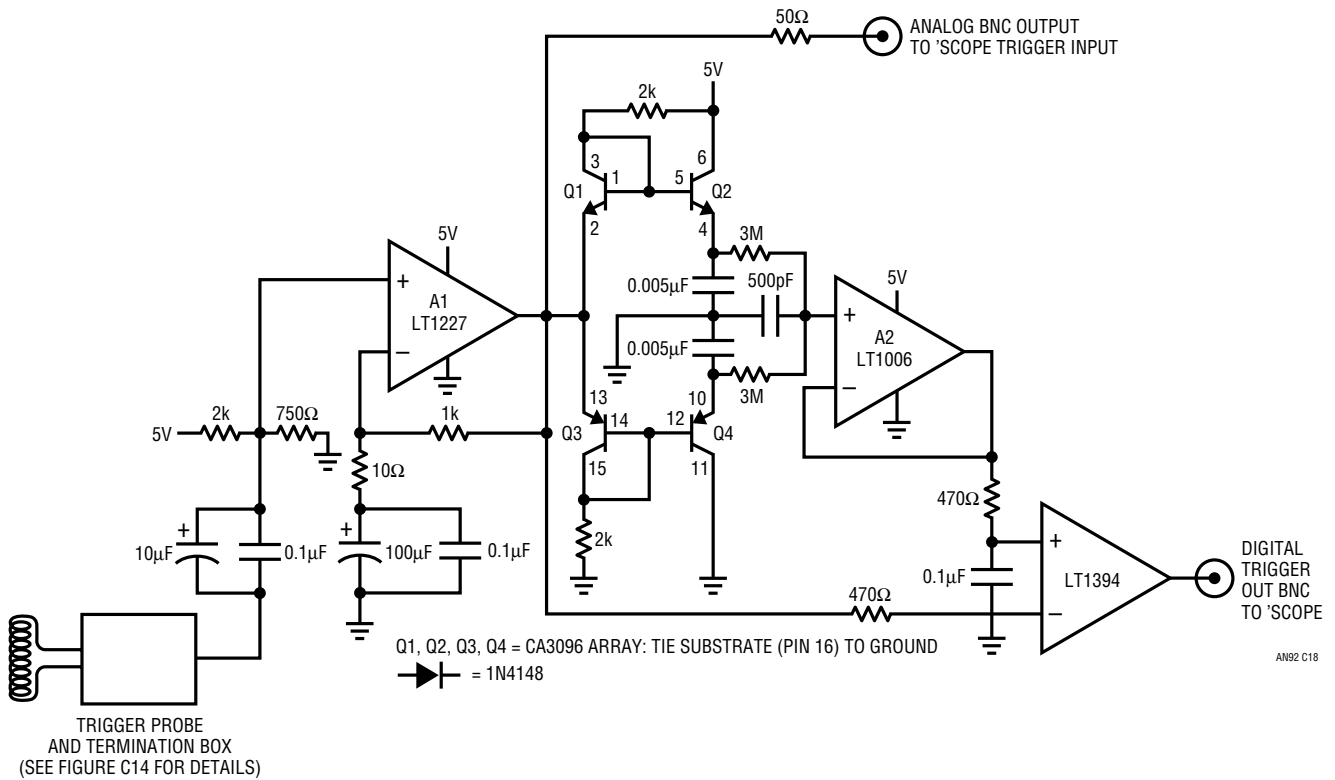 50Ω
ANALOG BNC OUTPUT
TO 'SCOPE TRIGGER INPUT
5V
2k
3
1
Q1
2
6
5
Q2
4
3M
0.005µF
500pF
0.005µF
3M
5V
+
A1
LT1227
−
5V
+
A2
LT1006
−
13
14
Q3
15
10
12
Q4
11
2k
5V
2k
750Ω
1k
10Ω
+
10µF
0.1µF
+
100µF
0.1µF
470Ω
0.1µF
470Ω
+
LT1394
−
DIGITAL
TRIGGER
OUT BNC
TO 'SCOPE
Q1, Q2, Q3, Q4 = CA3096 ARRAY: TIE SUBSTRATE (PIN 16) TO GROUND
= 1N4148
AN92 C18
TRIGGER PROBE
AND TERMINATION BOX
(SEE FIGURE C14 FOR DETAILS)